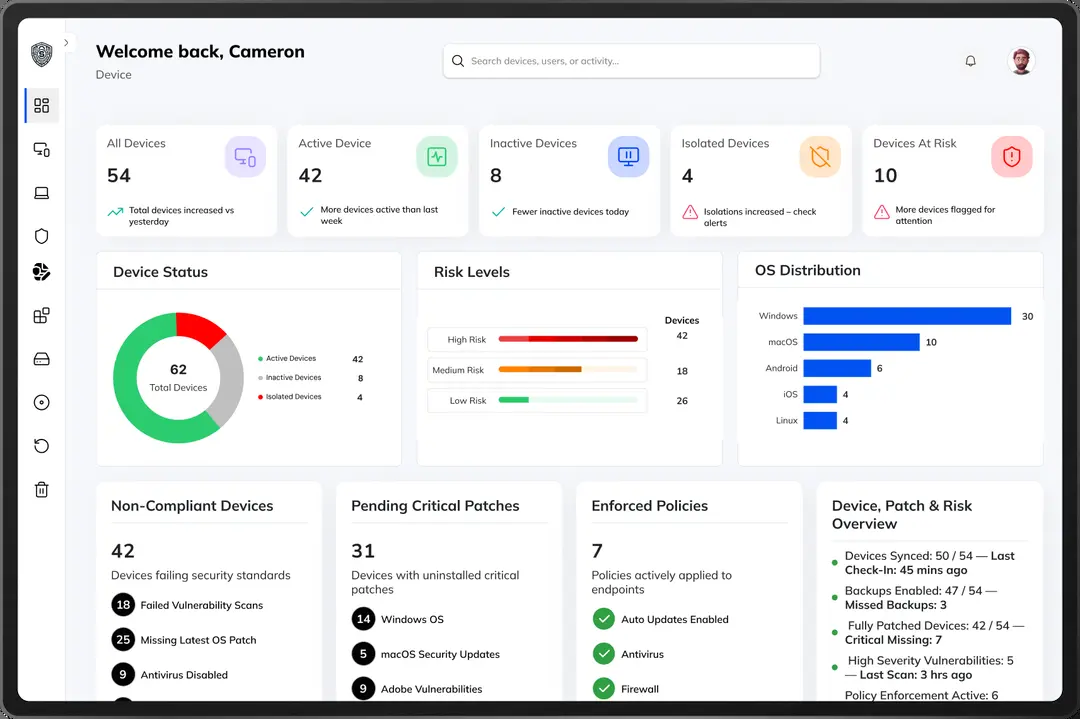 Welcome back, Cameron
Device
Search devices, users, or activity...
All Devices
54
Total devices increased vs
yesterday
Active Device
42
More devices active than last
week
Inactive Devices
8
Fewer inactive devices today
Isolated Devices
4
Isolations increased – check
alerts
Devices At Risk
10
More devices flagged for
attention
Device Status
62
Total Devices
Active Devices 42
Inactive Devices 8
Isolated Devices 4
Risk Levels
Devices
High Risk 42
Medium Risk 18
Low Risk 26
OS Distribution
Windows 30
macOS 10
Android 6
iOS 4
Linux 4
Non-Compliant Devices
42
Devices failing security standards
18 Failed Vulnerability Scans
25 Missing Latest OS Patch
9 Antivirus Disabled
Pending Critical Patches
31
Devices with uninstalled critical
patches
14 Windows OS
5 macOS Security Updates
9 Adobe Vulnerabilities
Enforced Policies
7
Policies actively applied to
endpoints
Auto Updates Enabled
Antivirus
Firewall
Device, Patch & Risk
Overview
Devices Synced: 50 / 54 — Last
Check-In: 45 mins ago
Backups Enabled: 47 / 54 —
Missed Backups: 3
Fully Patched Devices: 42 / 54 —
Critical Missing: 7
High Severity Vulnerabilities: 5
— Last Scan: 3 hrs ago
Policy Enforcement Active: 6